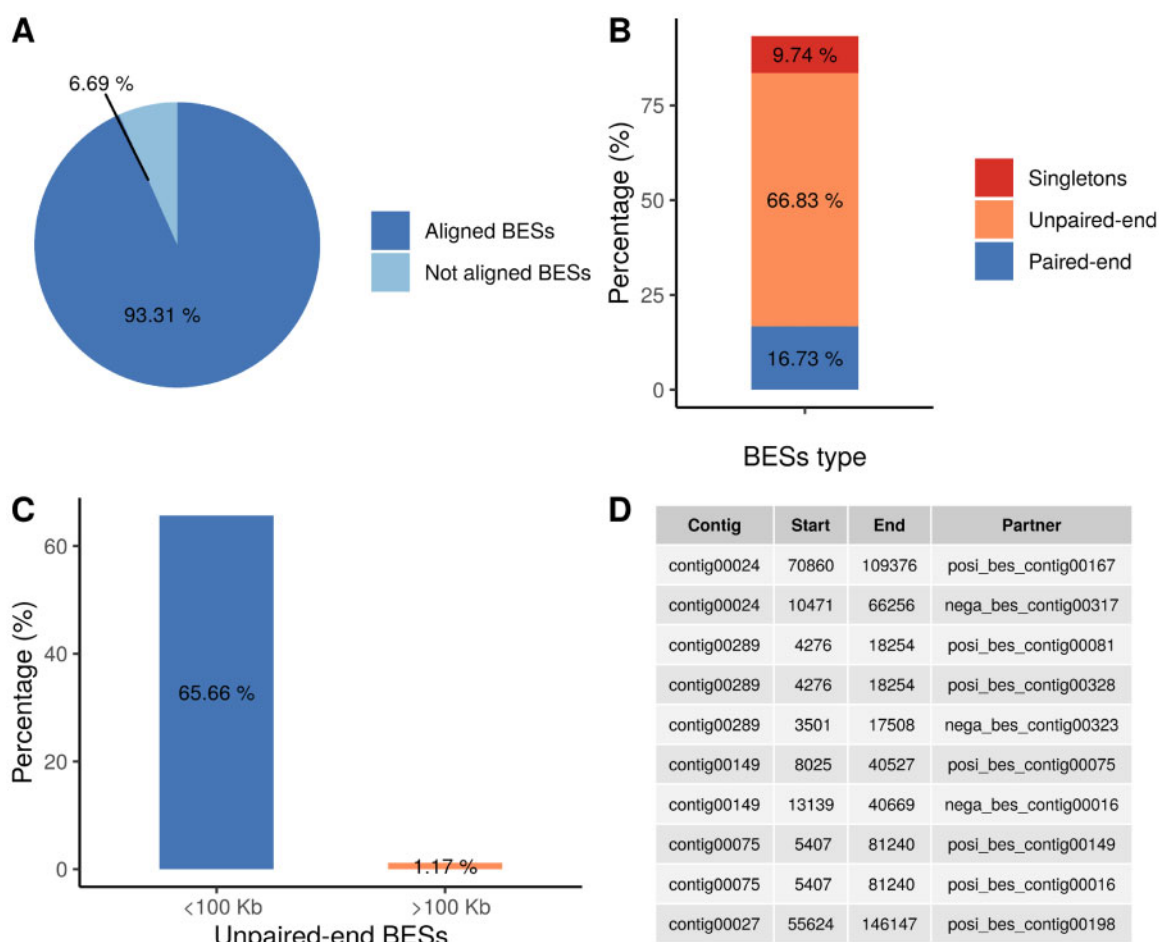 A
6.69 %
93.31 %
Aligned BESs
Not aligned BESs
B
Percentage (%)
75
50
25
0
9.74 %
66.83 %
16.73 %
BESs type
Singletons
Unpaired-end
Paired-end
C
Percentage (%)
60
40
20
0
65.66 %
1.17 %
<100 Kb >100 Kb
Unpaired-end BESs
D
Contig Start End Partner
contig00024 70860 109376 posi_bes_contig00167
contig00024 10471 66256 nega_bes_contig00317
contig00289 4276 18254 posi_bes_contig00081
contig00289 4276 18254 posi_bes_contig00328
contig00289 3501 17508 nega_bes_contig00323
contig00149 8025 40527 posi_bes_contig00075
contig00149 13139 40669 nega_bes_contig00016
contig00075 5407 81240 posi_bes_contig00149
contig00075 5407 81240 posi_bes_contig00016
contig00027 55624 146147 posi_bes_contig00198